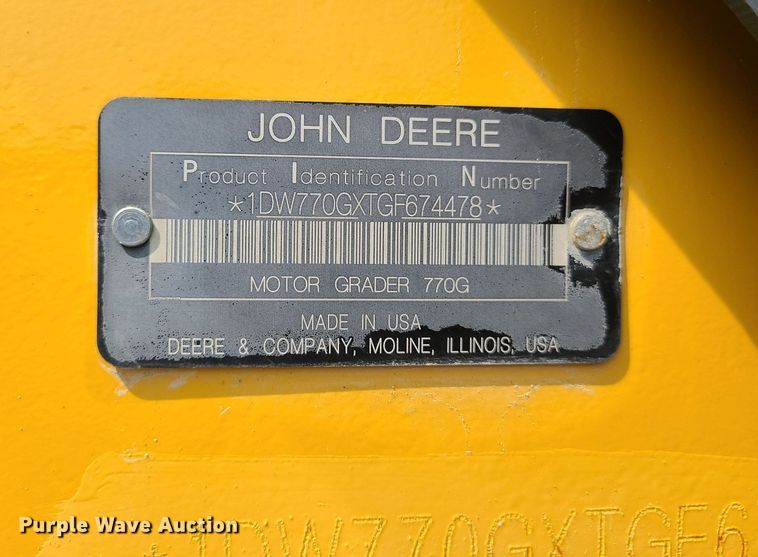 JOHN DEERE
Product Identification Number
*1DW770GXTGF674478*
MOTOR GRADER 770G
MADE IN USA
DEERE & COMPANY, MOLINE, ILLINOIS, USA
*1DW770GXTGF6
Purple Wave Auction